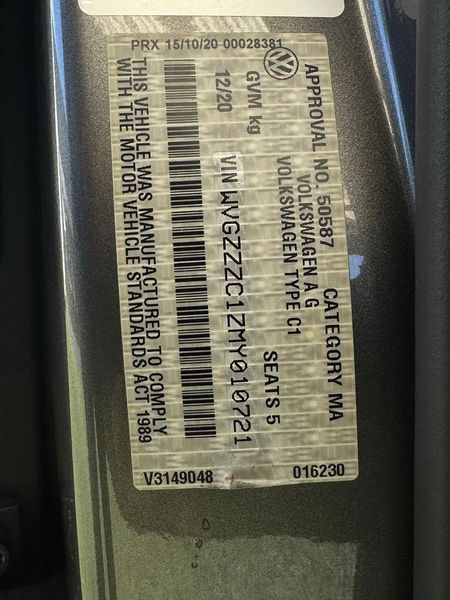 APPROVAL NO. 50587 CATEGORY MA
VOLKSWAGEN A G
VOLKSWAGEN TYPE C1
SEATS 5
GVM kg
12/20
VIN WVGZZZC1ZMY010721
THIS VEHICLE WAS MANUFACTURED TO COMPLY
WITH THE MOTOR VEHICLE STANDARDS ACT 1989
PRX 15/10/20 00028381
V3149048
016230